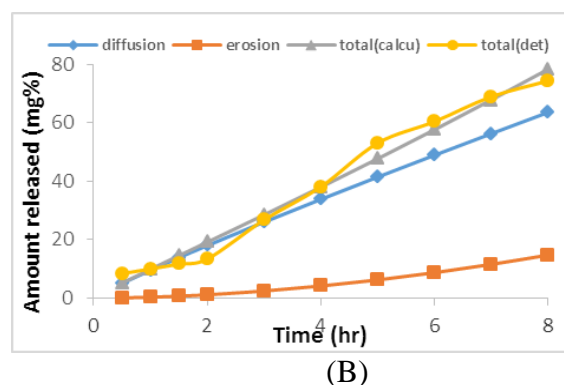 diffusion erosion total(calcu) total(det)
80
60
40
20
0
Amount released (mg%)
0 2 4 6 8
Time (hr)
(B)